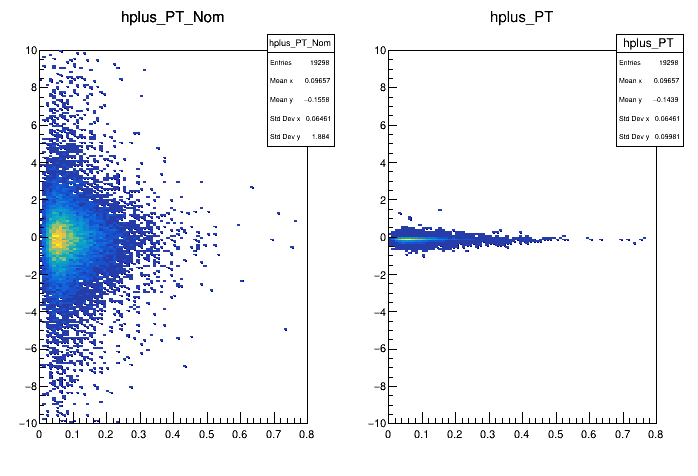 hplus_PT_Nom
hplus_PT_Nom
Entries 19298
Mean x 0.09657
Mean y −0.1558
Std Dev x 0.06461
Std Dev y 1.884
10
8
6
4
2
0
−2
−4
−6
−8
−10
0 0.1 0.2 0.3 0.4 0.5 0.6 0.7 0.8
hplus_PT
hplus_PT
Entries 19298
Mean x 0.09657
Mean y −0.1439
Std Dev x 0.06461
Std Dev y 0.09981
10
8
6
4
2
0
−2
−4
−6
−8
−10
0 0.1 0.2 0.3 0.4 0.5 0.6 0.7 0.8